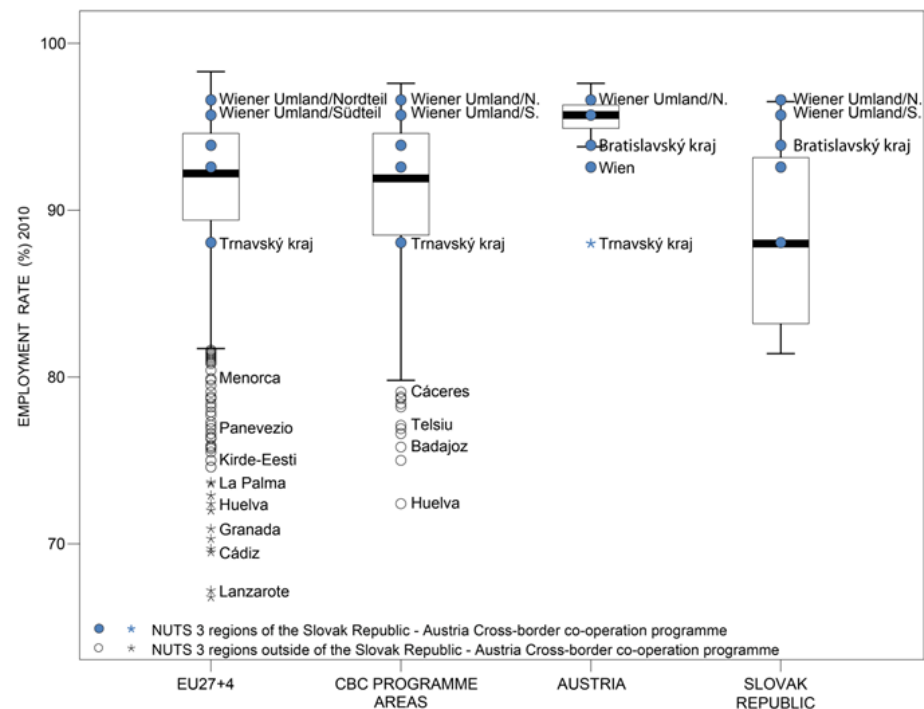 EMPLOYMENT RATE (%) 2010
100
90
80
70
Wiener Umland/Nordteil
Wiener Umland/Südteil
Trnavský kraj
Menorca
Panevezio
Kirde-Eesti
La Palma
Huelva
Granada
Cádiz
Lanzarote
Wiener Umland/N.
Wiener Umland/S.
Trnavský kraj
Cáceres
Telsiu
Badajoz
Huelva
Wiener Umland/N.
Bratislavský kraj
Wien
Trnavský kraj
Wiener Umland/N.
Wiener Umland/S.
Bratislavský kraj
NUTS 3 regions of the Slovak Republic - Austria Cross-border co-operation programme
NUTS 3 regions outside of the Slovak Republic - Austria Cross-border co-operation programme
EU27+4
CBC PROGRAMME
AREAS
AUSTRIA
SLOVAK
REPUBLIC